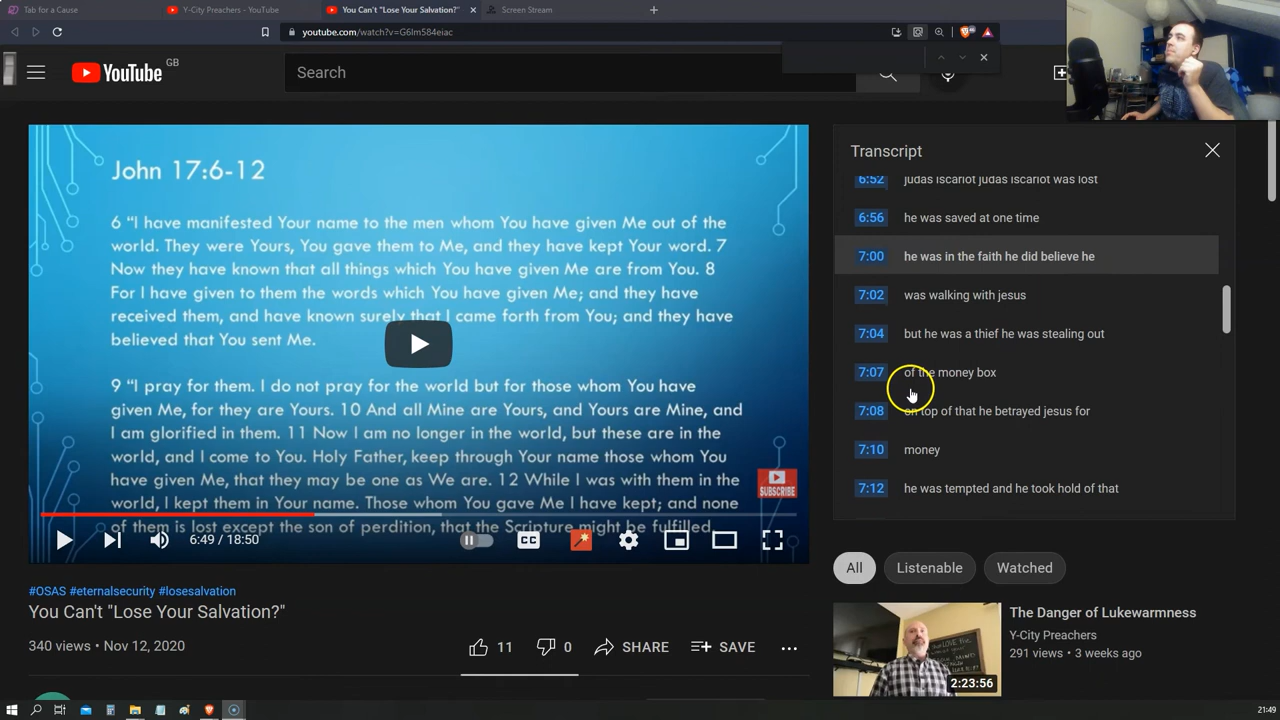 Tab for a Cause
Y-City Preachers - YouTube
You Can't "Lose Your Salvation?"
Screen Stream
youtube.com/watch?v=G6lm584eiac
YouTube GB
Search
John 17:6-12
6 “I have manifested Your name to the men whom You have given Me out of the
world. They were Yours, You gave them to Me, and they have kept Your word. 7
Now they have known that all things which You have given Me are from You. 8
For I have given to them the words which You have given Me; and they have
received them, and have known surely that I came forth from You; and they have
believed that You sent Me.
9 “I pray for them. I do not pray for the world but for those whom You have
given Me, for they are Yours. 10 And all Mine are Yours, and Yours are Mine, and
I am glorified in them. 11 Now I am no longer in the world, but these are in the
world, and I come to You. Holy Father, keep through Your name those whom You
have given Me, that they may be one as We are. 12 While I was with them in the
world, I kept them in Your name. Those whom You gave Me I have kept; and none
of them is lost except the son of perdition, that the Scripture might be fulfilled.
SUBSCRIBE
6:49 / 18:50
CC
#OSAS #eternalsecurity #losesalvation
You Can't "Lose Your Salvation?"
340 views • Nov 12, 2020
11
0
SHARE
SAVE
Transcript
6:52 judas iscariot judas iscariot was lost
6:56 he was saved at one time
7:00 he was in the faith he did believe he
7:02 was walking with jesus
7:04 but he was a thief he was stealing out
7:07 of the money box
7:08 on top of that he betrayed jesus for
7:10 money
7:12 he was tempted and he took hold of that
All
Listenable
Watched
The Danger of Lukewarmness
Y-City Preachers
291 views • 3 weeks ago
2:23:56
21:49